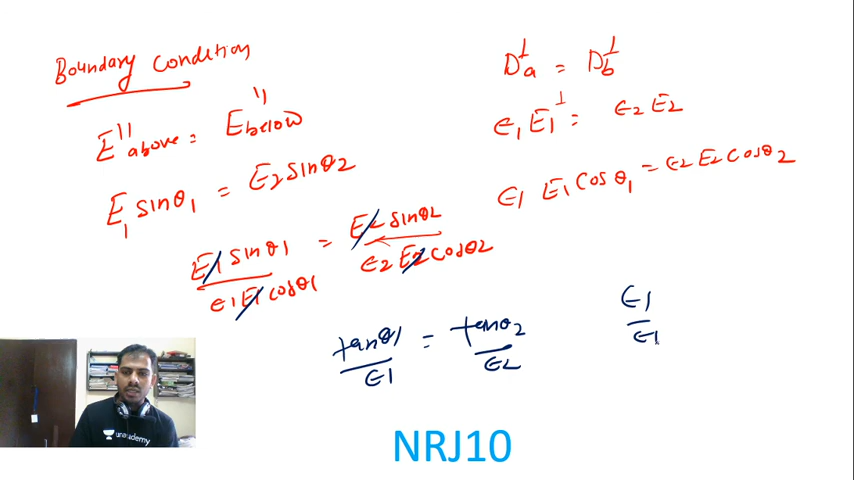 Boundary Condition
E" above = E" below
E1 sinθ1 = E2 sinθ2
E1 sinθ1 / ϵ1 E1 cosθ1 = E2 sinθ2 / ϵ2 E2 cosθ2
D⊥a = D⊥b
ϵ1 E1⊥ = ϵ2 E2
ϵ1 E1 cosθ1 = ϵ2 E2 cosθ2
tanθ1 / ϵ1 = tanθ2 / ϵ2
ϵ1 / ϵ1
unacademy
NRJ10